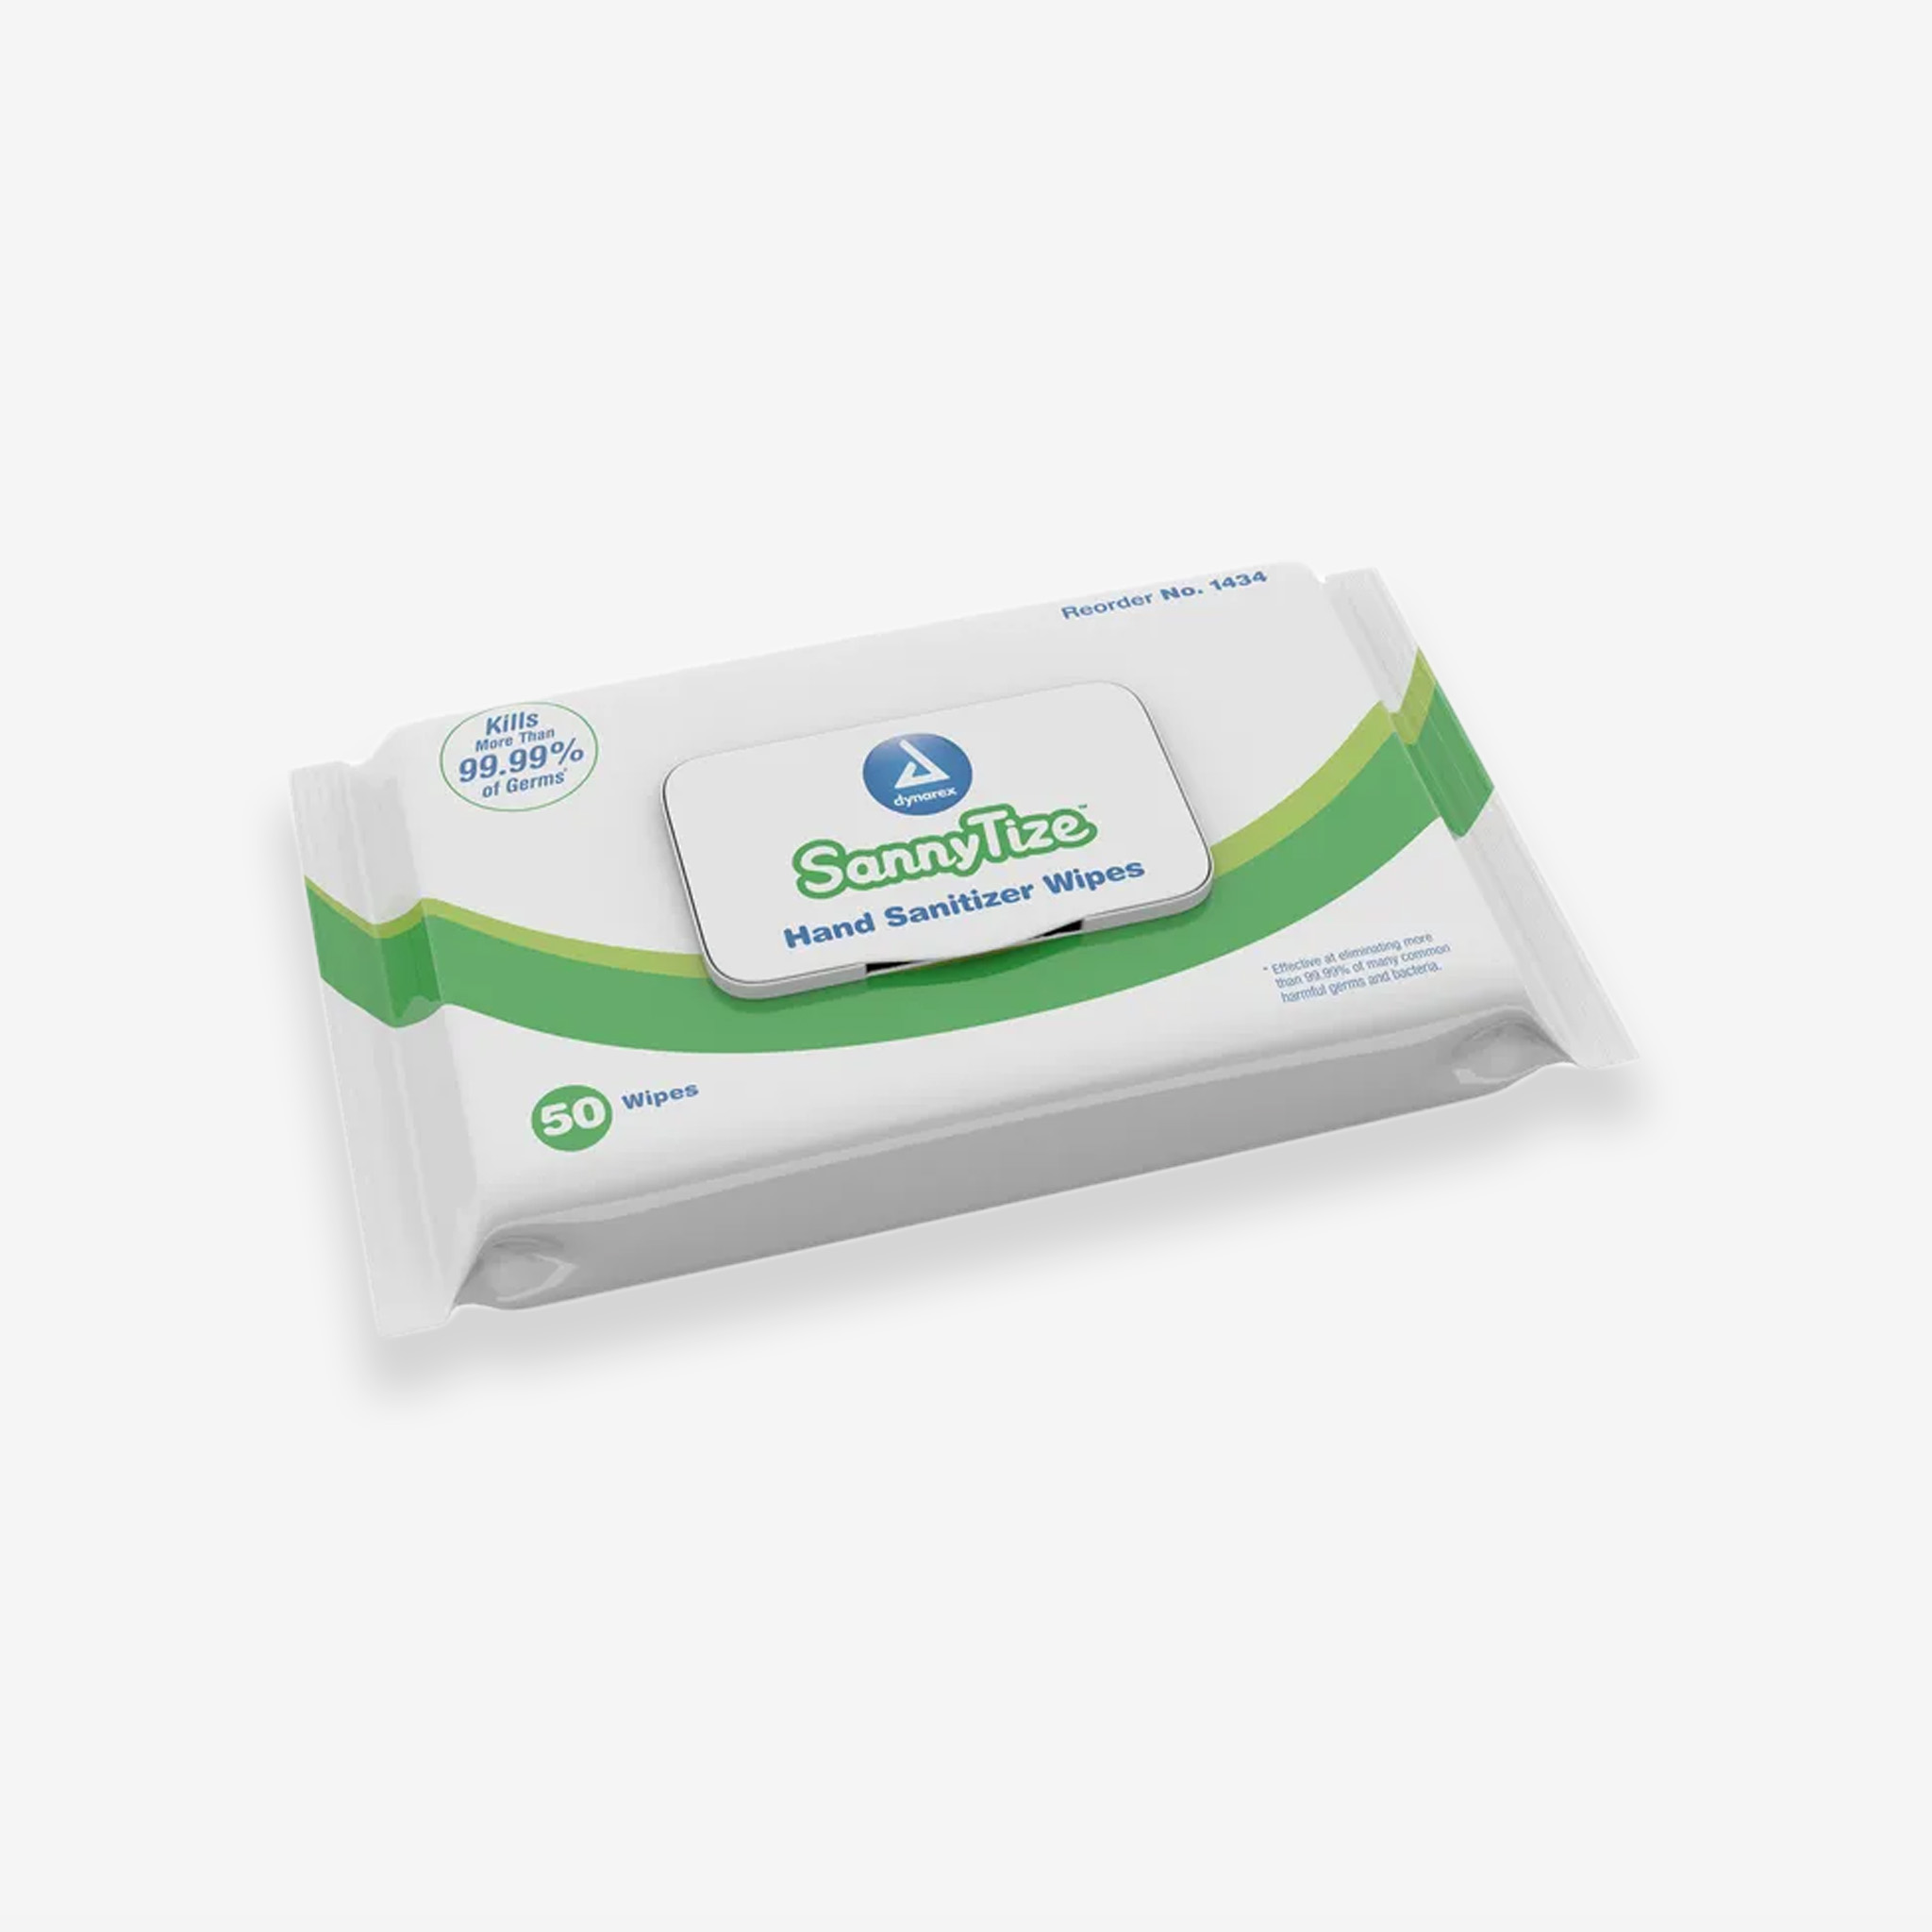 Reorder No. 1434
Kills
More Than
99.99%
of Germs*
dynarex
SannyTize™
Hand Sanitizer Wipes
* Effective at eliminating more
than 99.99% of many common
harmful germs and bacteria.
50 Wipes